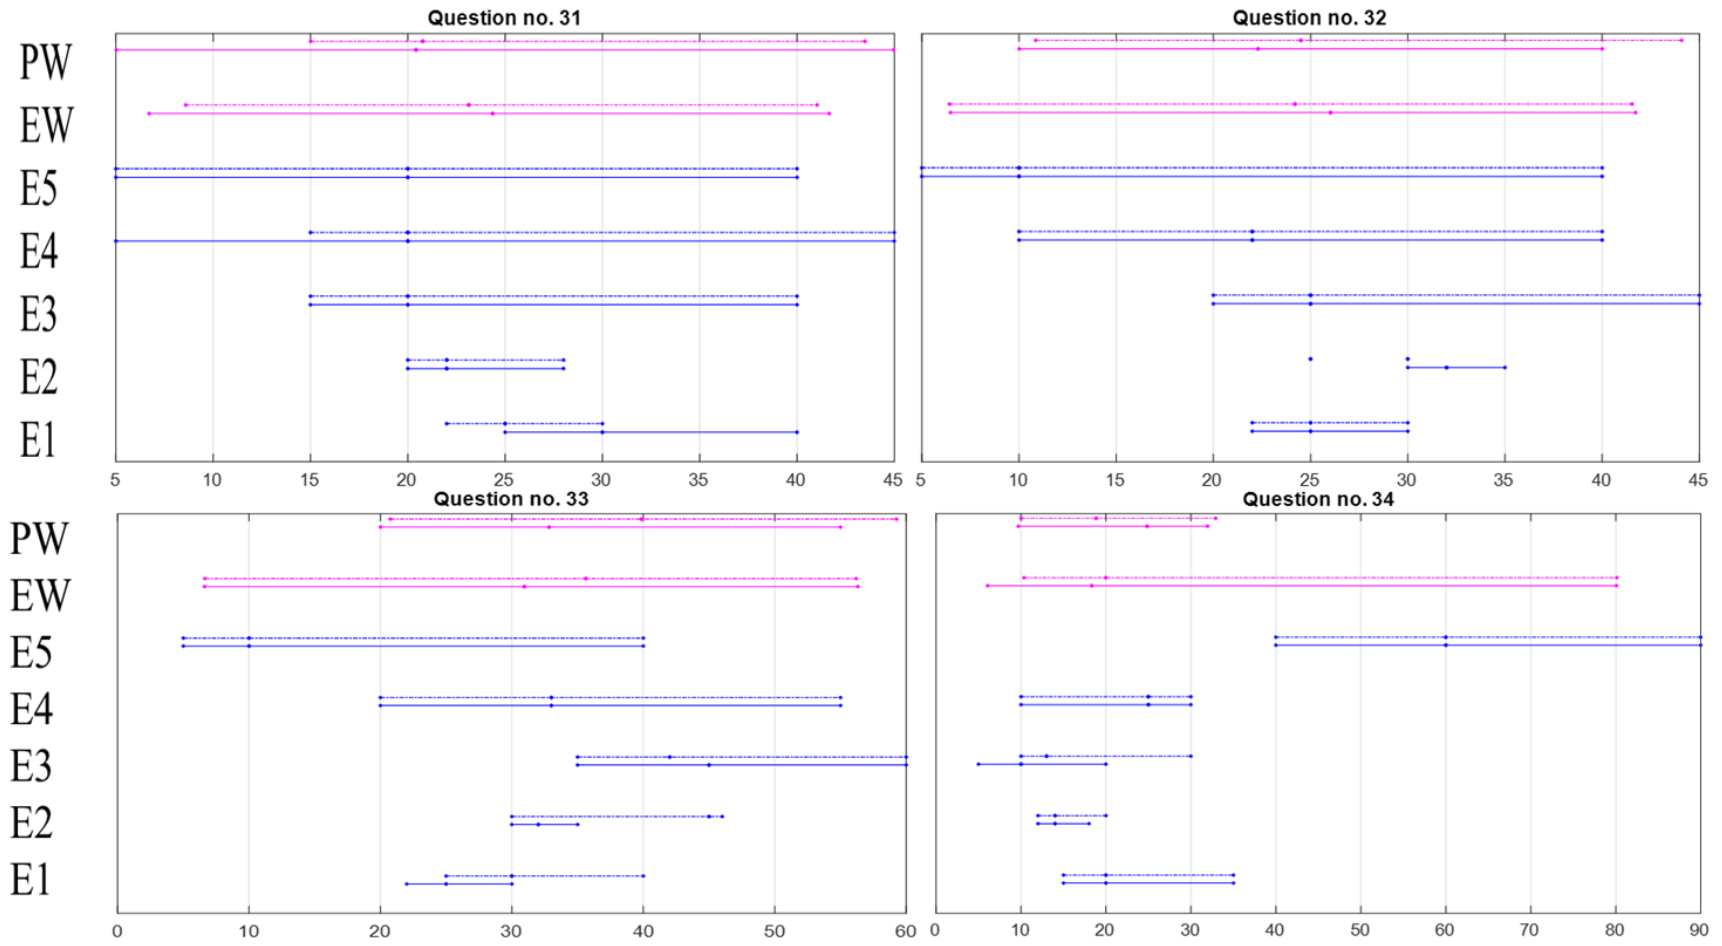 Question no. 31
PW
EW
E5
E4
E3
E2
E1
5 10 15 20 25 30 35 40 45
Question no. 32
5 10 15 20 25 30 35 40 45
Question no. 33
PW
EW
E5
E4
E3
E2
E1
0 10 20 30 40 50 60
Question no. 34
0 10 20 30 40 50 60 70 80 90